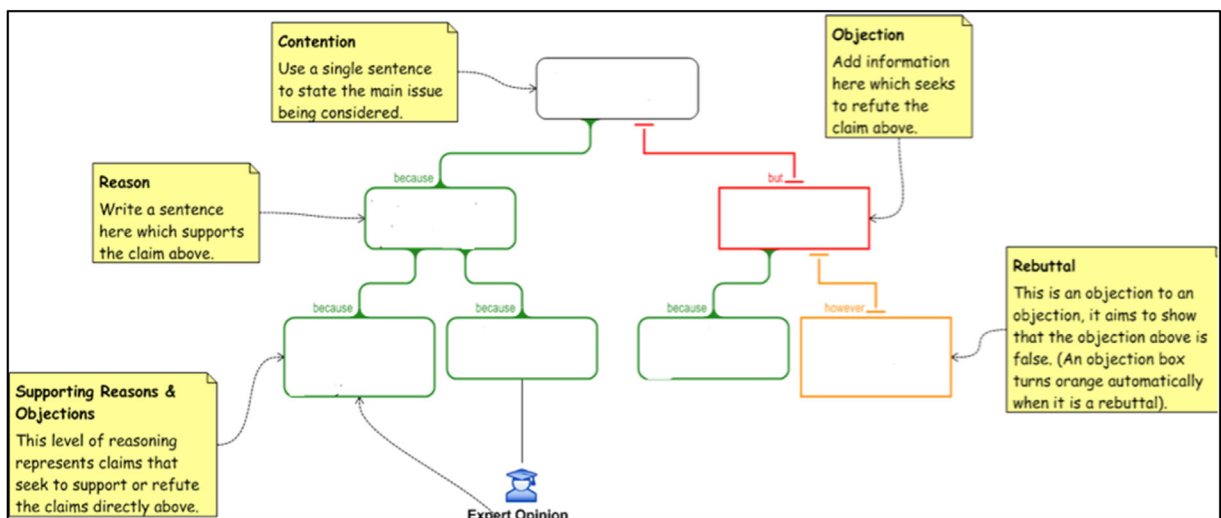 Contention
Use a single sentence
to state the main issue
being considered.
Objection
Add information
here which seeks
to refute the
claim above.
because
but
Reason
Write a sentence
here which supports
the claim above.
because
because
because
however
Rebuttal
This is an objection to an
objection, it aims to show
that the objection above is
false. (An objection box
turns orange automatically
when it is a rebuttal).
Supporting Reasons &
Objections
This level of reasoning
represents claims that
seek to support or refute
the claims directly above.
Expert Opinion